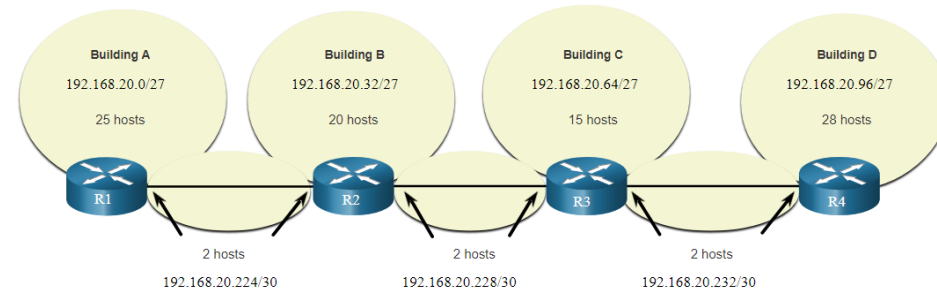 Building A
192.168.20.0/27
25 hosts
Building B
192.168.20.32/27
20 hosts
Building C
192.168.20.64/27
15 hosts
Building D
192.168.20.96/27
28 hosts
R1
R2
R3
R4
2 hosts
192.168.20.224/30
2 hosts
192.168.20.228/30
2 hosts
192.168.20.232/30